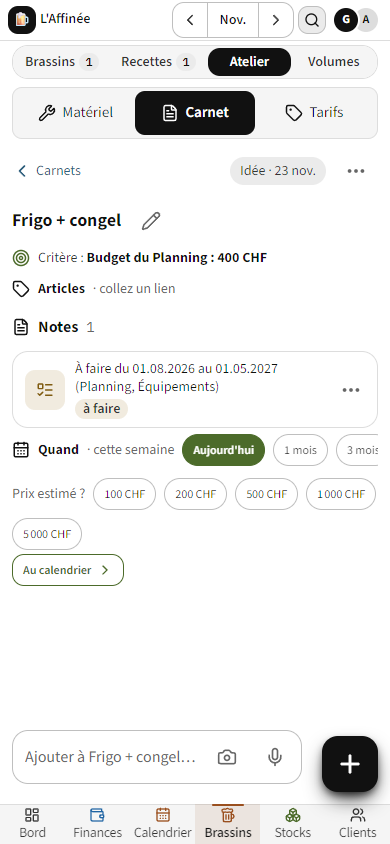 L'Affinée
Nov.
G A
Brassins 1 Recettes 1 Atelier Volumes
Matériel Carnet Tarifs
Carnets Idée · 23 nov.
Frigo + congel
Critère : Budget du Planning : 400 CHF
Articles · collez un lien
Notes 1
À faire du 01.08.2026 au 01.05.2027
(Planning, Équipements)
à faire
Quand · cette semaine Aujourd'hui 1 mois 3 mois
Prix estimé ? 100 CHF 200 CHF 500 CHF 1 000 CHF
5 000 CHF
Au calendrier
Ajouter à Frigo + congel…
Bord Finances Calendrier Brassins Stocks Clients